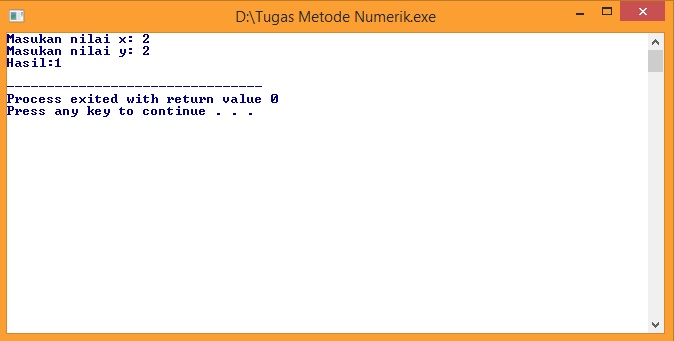 D:\Tugas Metode Numerik.exe
Masukan nilai x: 2
Masukan nilai y: 2
Hasil:1
--------------------------------
Process exited with return value 0
Press any key to continue . . .